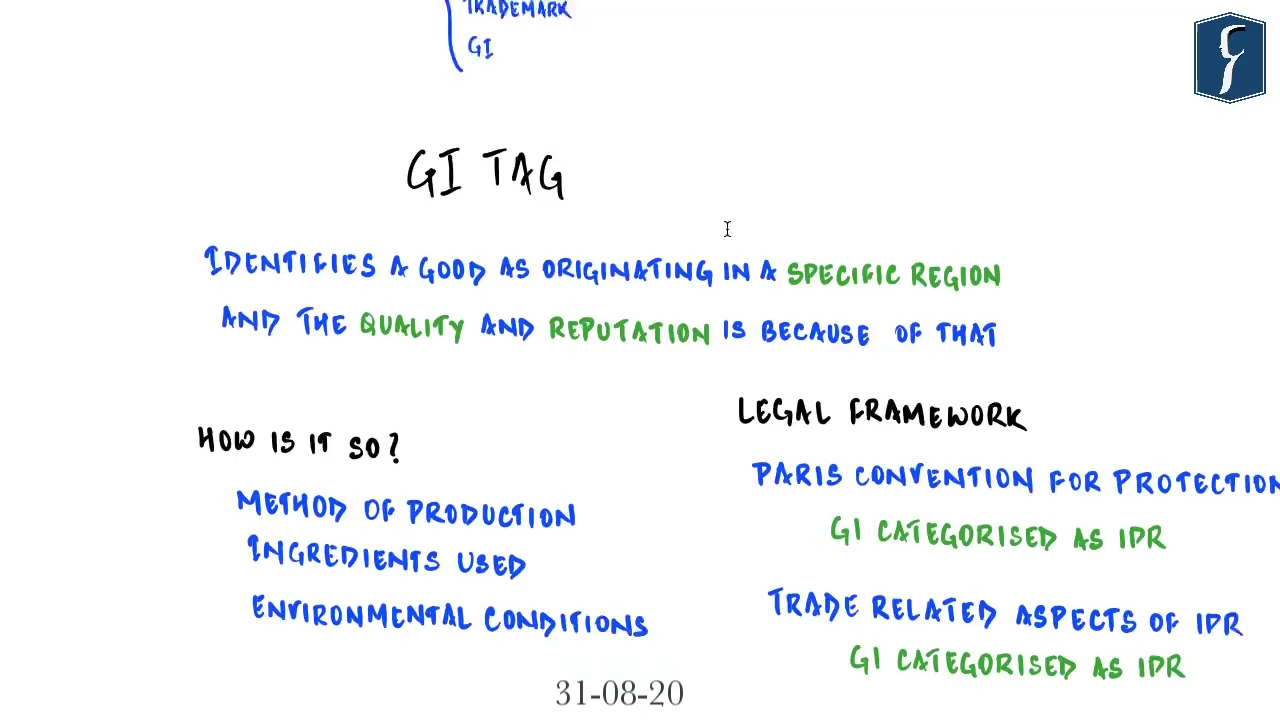 TRADEMARK
GI
GI TAG
IDENTIFIES A GOOD AS ORIGINATING IN A SPECIFIC REGION
AND THE QUALITY AND REPUTATION IS BECAUSE OF THAT
HOW IS IT SO?
METHOD OF PRODUCTION
INGREDIENTS USED
ENVIRONMENTAL CONDITIONS
LEGAL FRAMEWORK
PARIS CONVENTION FOR PROTECTION
GI CATEGORISED AS IPR
TRADE RELATED ASPECTS OF IPR
GI CATEGORISED AS IPR
31-08-20